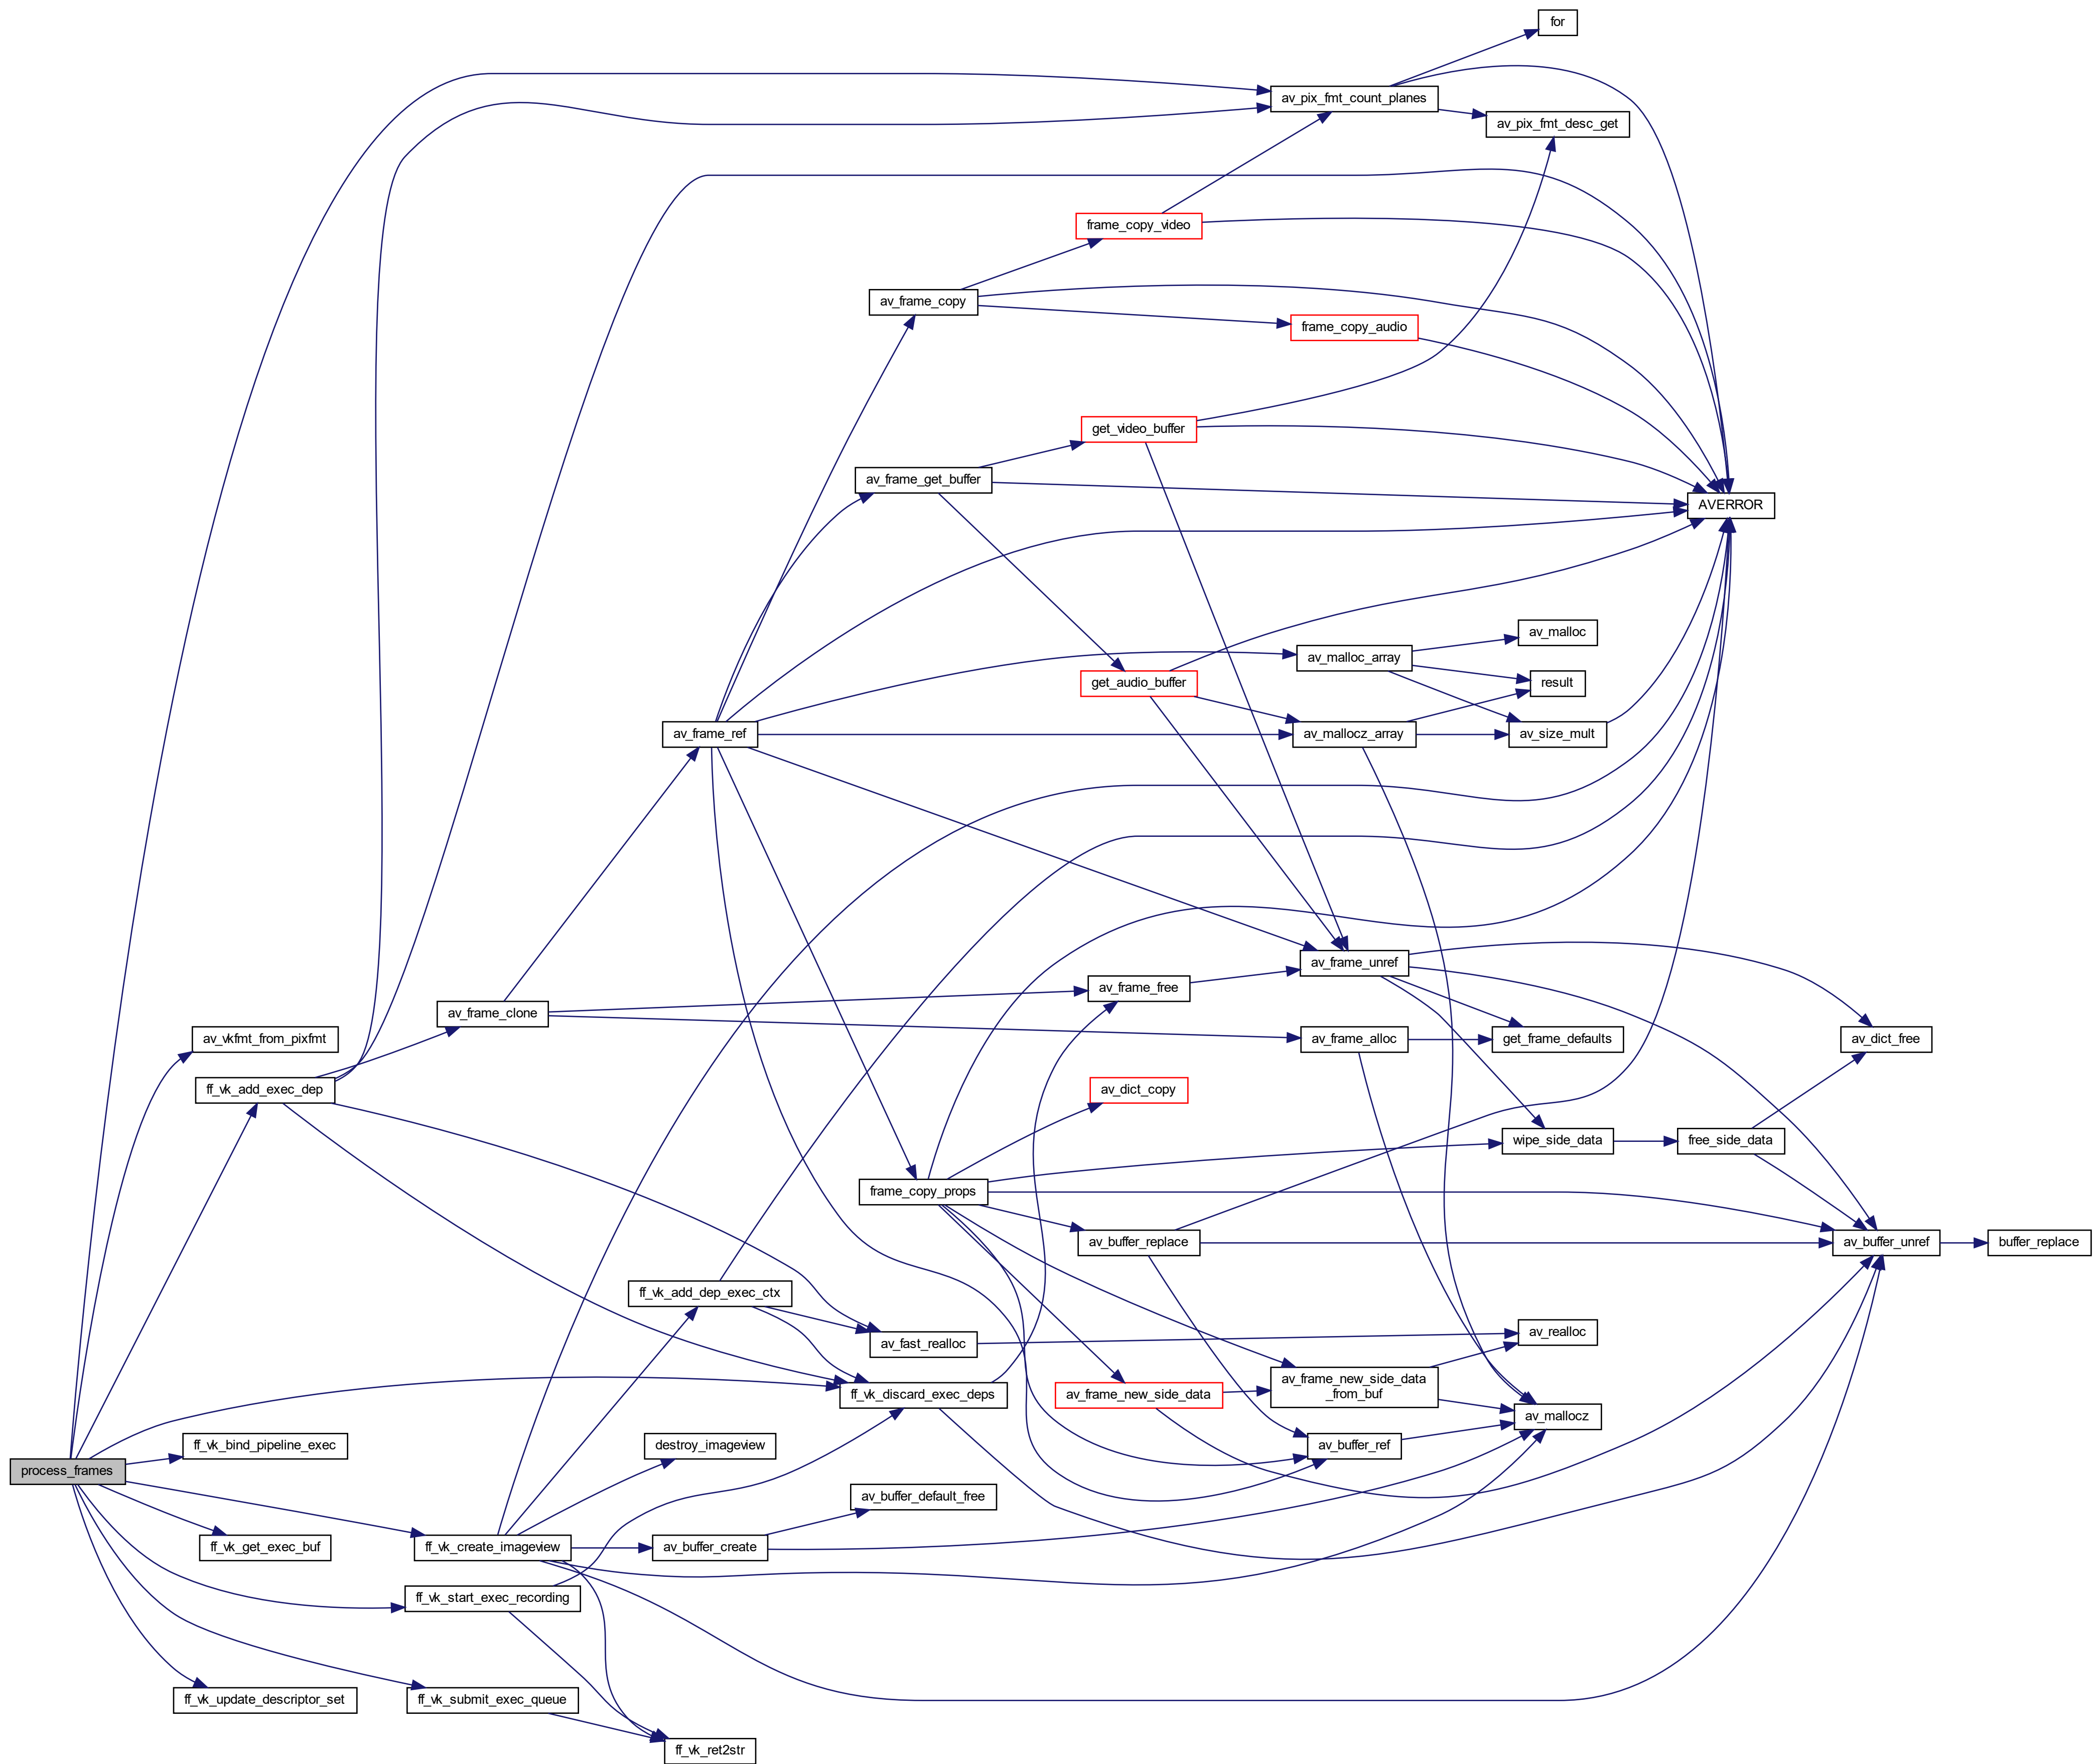 for
av_pix_fmt_count_planes
av_pix_fmt_desc_get
frame_copy_video
av_frame_copy
frame_copy_audio
get_video_buffer
av_frame_get_buffer
AVERROR
av_malloc
av_malloc_array
get_audio_buffer
result
av_frame_ref
av_mallocz_array
av_size_mult
av_frame_unref
av_frame_free
av_frame_clone
av_vkfmt_from_pixfmt
av_frame_alloc
get_frame_defaults
av_dict_free
ff_vk_add_exec_dep
av_dict_copy
wipe_side_data
free_side_data
frame_copy_props
av_buffer_replace
av_buffer_unref
buffer_replace
ff_vk_add_dep_exec_ctx
av_fast_realloc
av_realloc
ff_vk_discard_exec_deps
av_frame_new_side_data
av_frame_new_side_data
_from_buf
av_mallocz
ff_vk_bind_pipeline_exec
destroy_imageview
av_buffer_ref
process_frames
av_buffer_default_free
ff_vk_get_exec_buf
ff_vk_create_imageview
av_buffer_create
ff_vk_start_exec_recording
ff_vk_update_descriptor_set
ff_vk_submit_exec_queue
ff_vk_ret2str